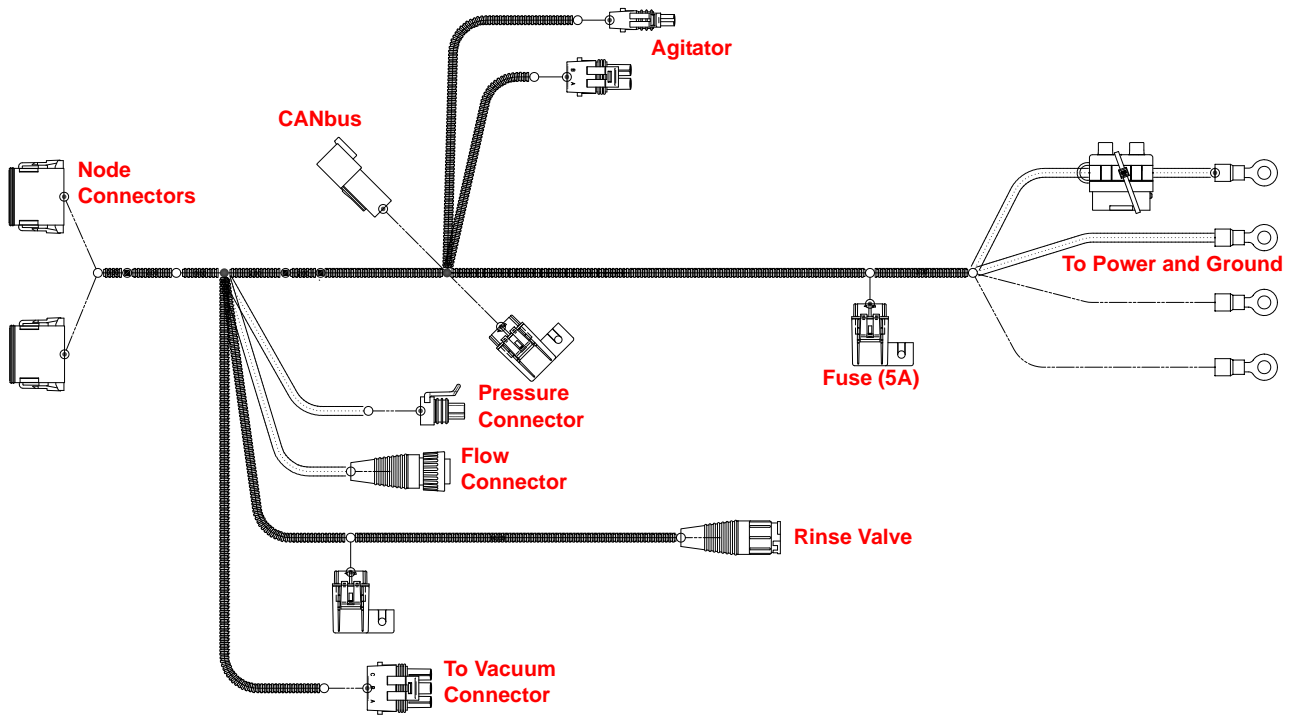 Agitator
B
A
CANbus
Node
Connectors
To Power and Ground
Fuse (5A)
Pressure
Connector
Flow
Connector
Rinse Valve
To Vacuum
Connector
C
B
A